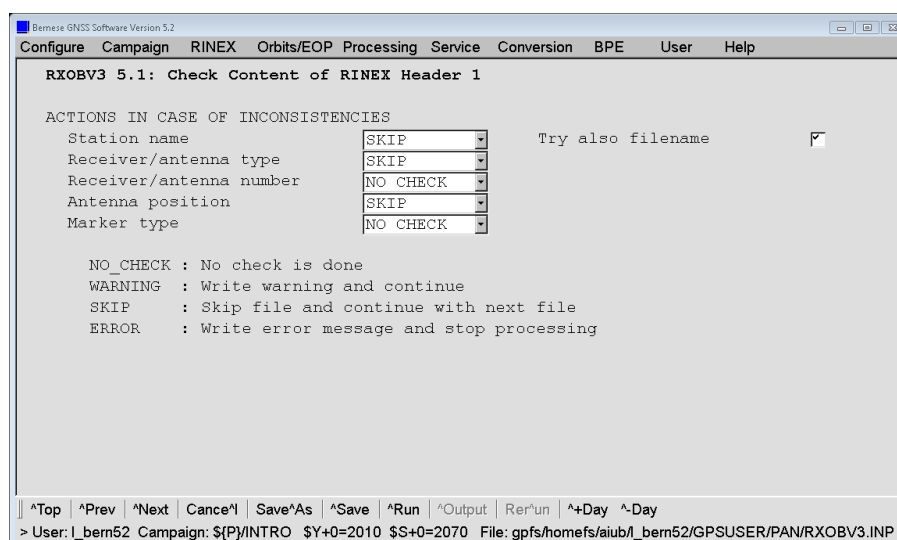 Bernese GNSS Software Version 5.2
Configure Campaign RINEX Orbits/EOP Processing Service Conversion BPE User Help
RXOBV3 5.1: Check Content of RINEX Header 1
ACTIONS IN CASE OF INCONSISTENCIES
Station name SKIP Try also filename
Receiver/antenna type SKIP
Receiver/antenna number NO CHECK
Antenna position SKIP
Marker type NO CHECK
NO_CHECK : No check is done
WARNING : Write warning and continue
SKIP : Skip file and continue with next file
ERROR : Write error message and stop processing
^Top ^Prev ^Next Cance^l Save^As ^Save ^Run ^Output Rer^un ^+Day ^-Day
> User: l_bern52 Campaign: ${P}/INTRO $Y+0=2010 $S+0=2070 File: gpfs/homefs/aiub/l_bern52/GPSUSER/PAN/RXOBV3.INP